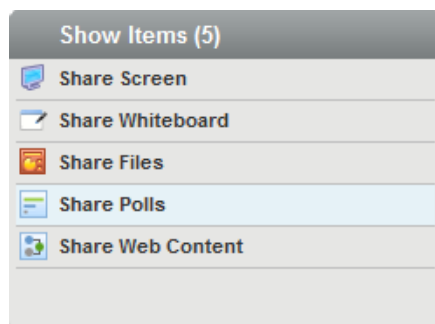 Show Items (5)
Share Screen
Share Whiteboard
Share Files
Share Polls
Share Web Content